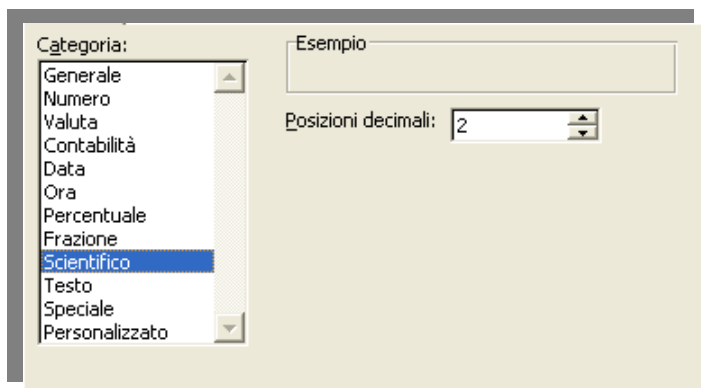 Categoria:
Esempio
Generale
Numero
Valuta
Contabilità
Data
Ora
Percentuale
Frazione
Scientifico
Testo
Speciale
Personalizzato
Posizioni decimali: 2